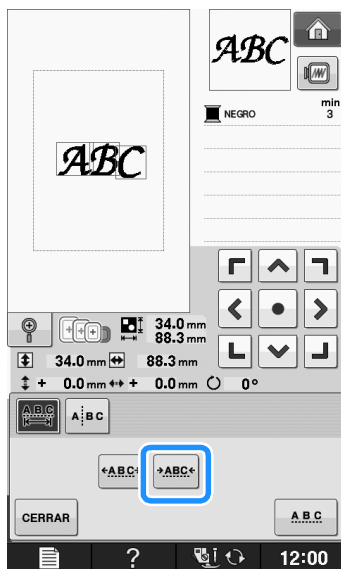 ABC
ABC
NEGRO
min
3
34.0 mm
88.3 mm
34.0 mm
88.3 mm
+ 0.0 mm
+ 0.0 mm
0°
ABC
A BC
ABC
ABC
CERRAR
A B C
?
12:00